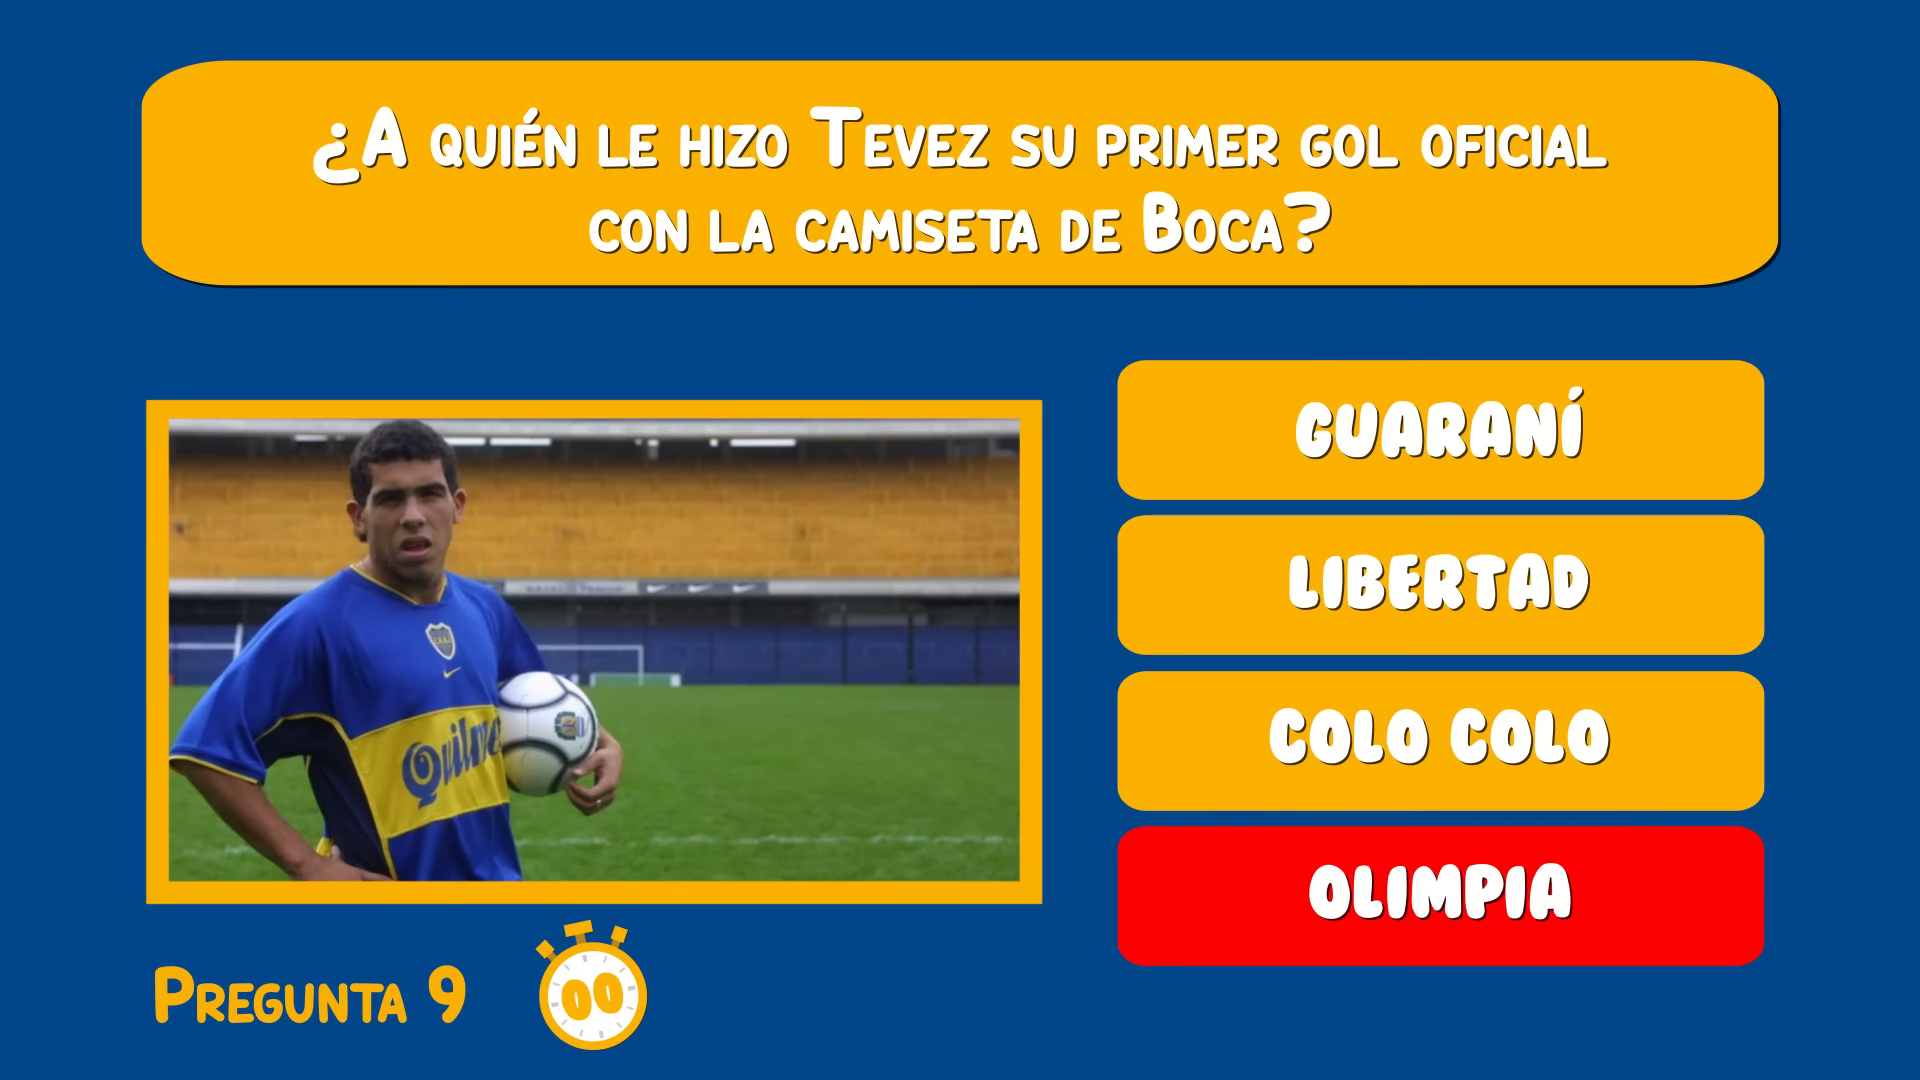 ¿A QUIÉN LE HIZO TEVEZ SU PRIMER GOL OFICIAL
CON LA CAMISETA DE BOCA?
GUARANÍ
LIBERTAD
COLO COLO
OLIMPIA
Quilme
PREGUNTA 9
00